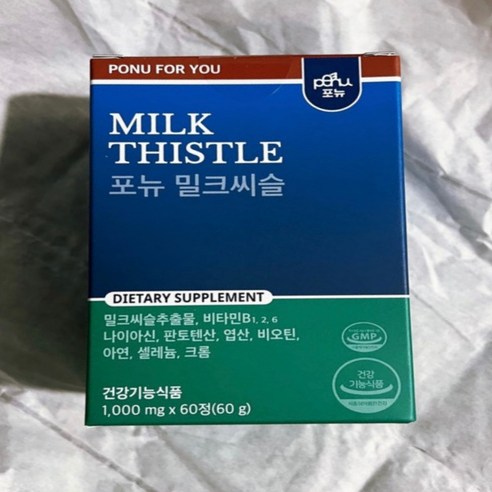 PONU FOR YOU
ponu
포뉴
MILK
THISTLE
포뉴 밀크씨슬
DIETARY SUPPLEMENT
밀크씨슬추출물, 비타민B1, 2, 6
나이아신, 판토텐산, 엽산, 비오틴,
아연, 셀레늄, 크롬
GMP
건강
기능식품
건강기능식품
1,000 mg x 60정(60 g)